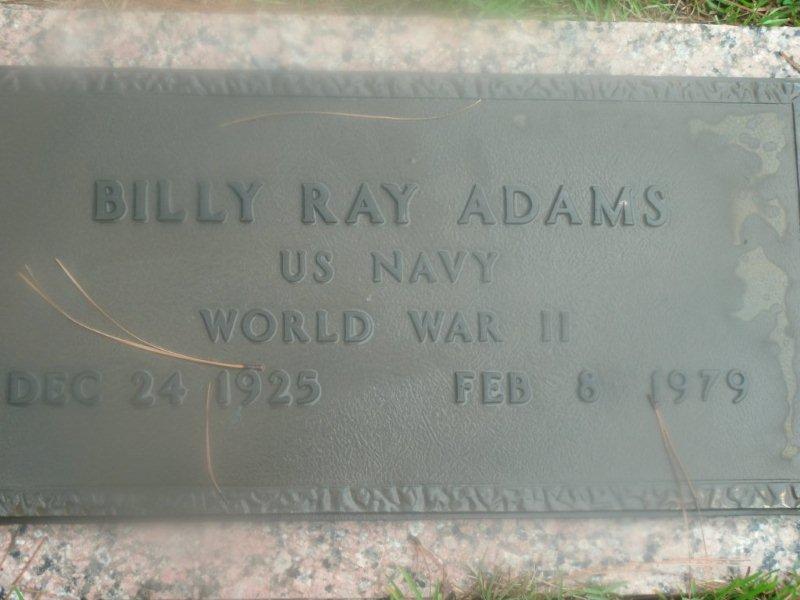 BILLY RAY ADAMS
US NAVY
WORLD WAR II
DEC 24 1925 FEB 8 1979